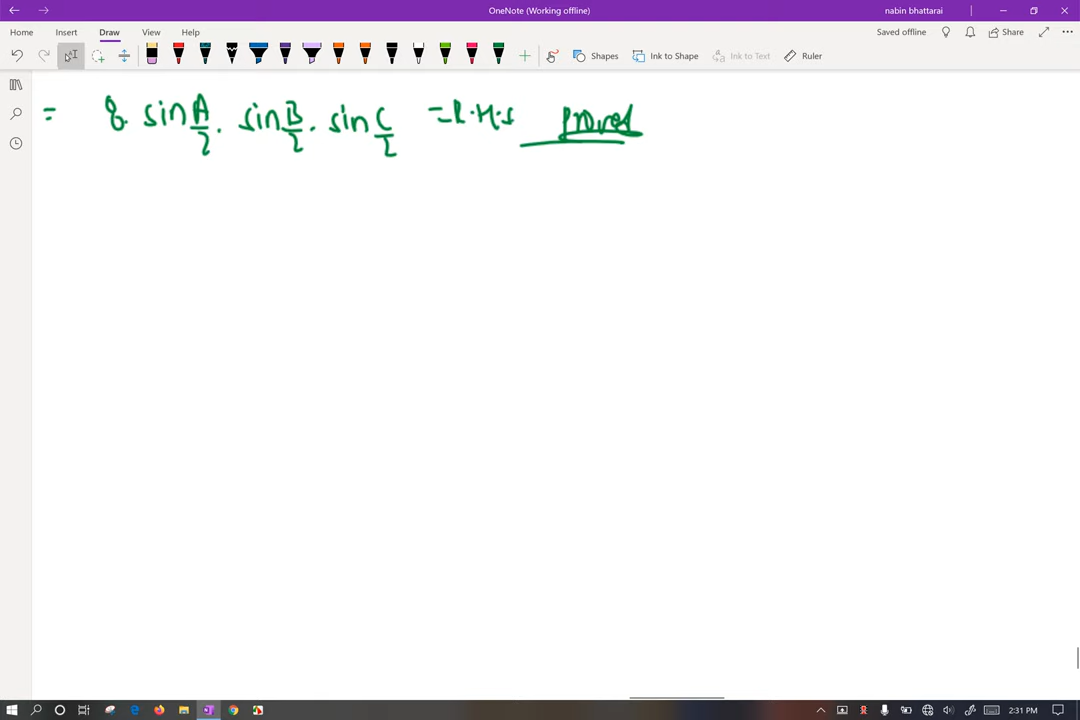 OneNote (Working offline)
nabin bhattarai
Home Insert Draw View Help
Saved offline Share
Shapes Ink to Shape Ink to Text Ruler
= 8 sin A/2 . sin B/2 . sin C/2 = R.H.S proved
2:31 PM